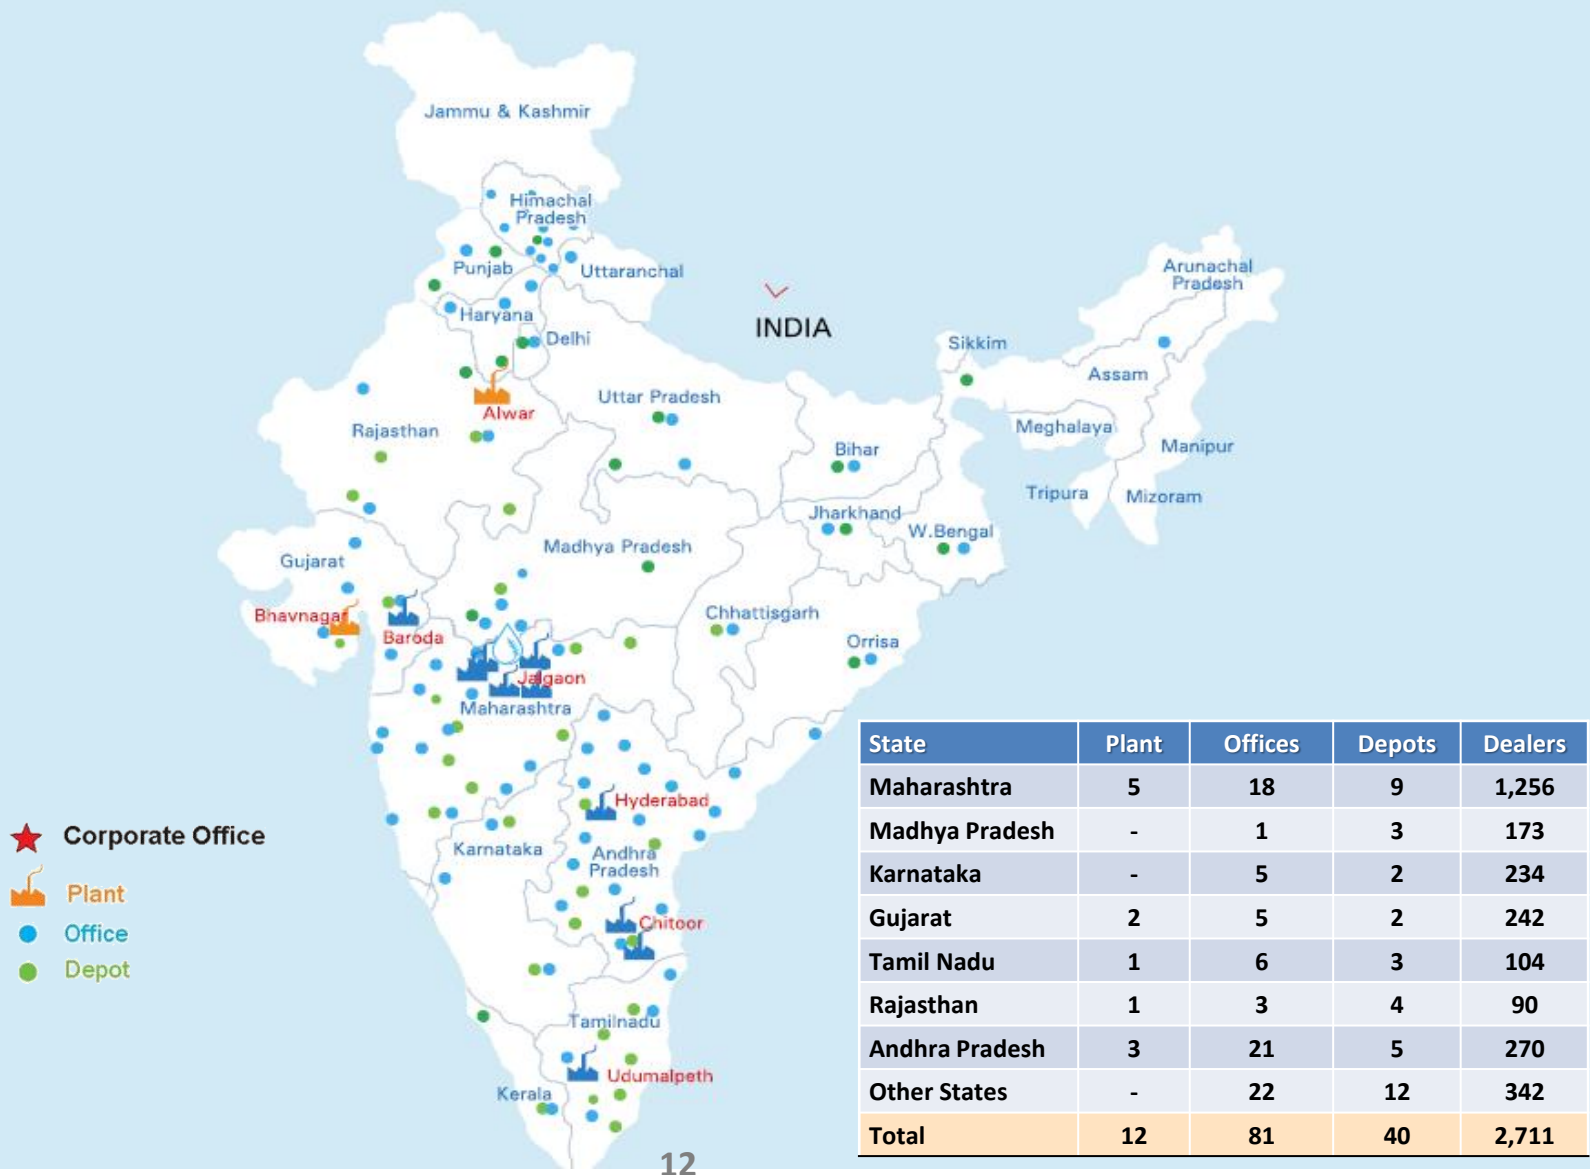 Jammu & Kashmir
Himachal
Pradesh
Punjab
Uttaranchal
Haryana
Delhi
INDIA
Arunachal
Pradesh
Sikkim
Assam
Meghalaya
Manipur
Tripura
Mizoram
Alwar
Uttar Pradesh
Rajasthan
Bihar
Jharkhand
W.Bengal
Madhya Pradesh
Gujarat
Bhavnagar
Baroda
Chhattisgarh
Orrisa
Jalgaon
Maharashtra
Hyderabad
Karnataka
Andhra
Pradesh
Chitoor
Tamilnadu
Udumalpeth
Kerala
Corporate Office
Plant
Office
Depot
State Plant Offices Depots Dealers
Maharashtra 5 18 9 1,256
Madhya Pradesh - 1 3 173
Karnataka - 5 2 234
Gujarat 2 5 2 242
Tamil Nadu 1 6 3 104
Rajasthan 1 3 4 90
Andhra Pradesh 3 21 5 270
Other States - 22 12 342
Total 12 81 40 2,711
12